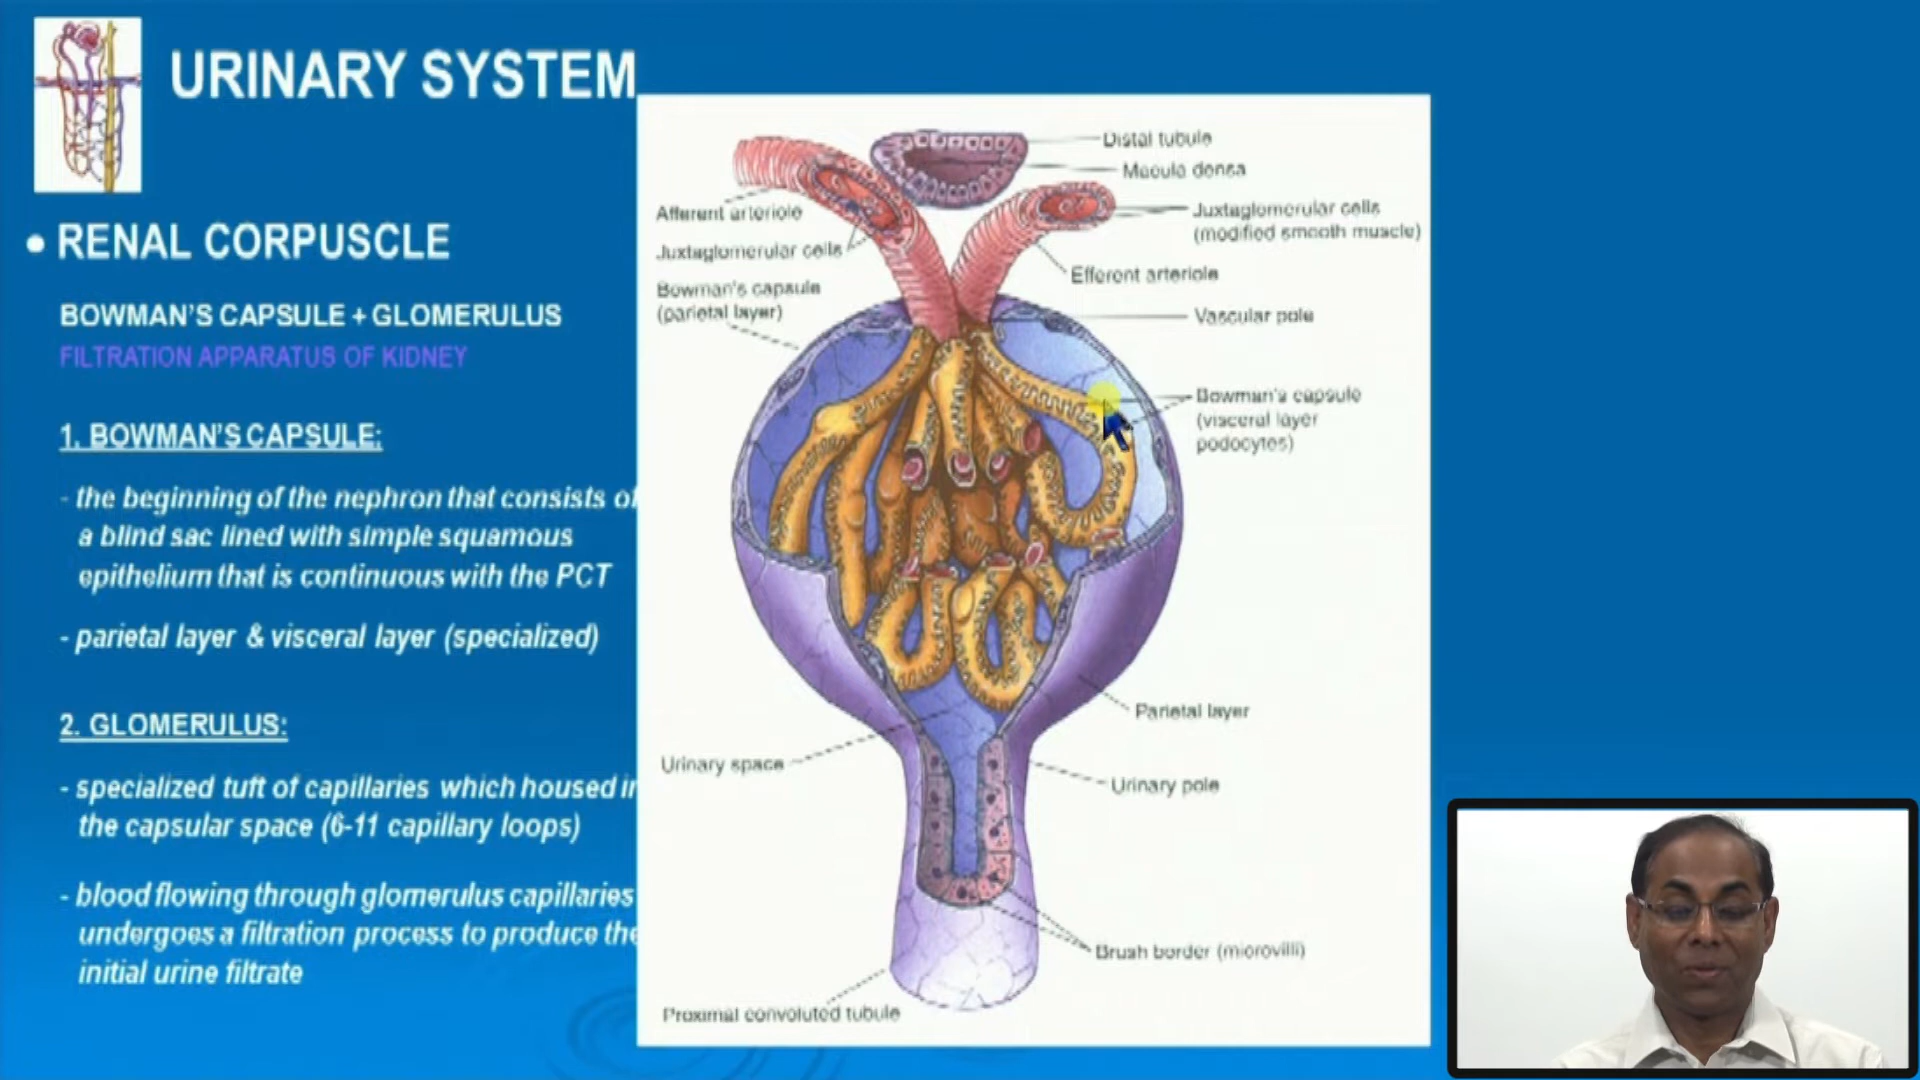 URINARY SYSTEM
• RENAL CORPUSCLE
BOWMAN'S CAPSULE + GLOMERULUS
FILTRATION APPARATUS OF KIDNEY
1. BOWMAN'S CAPSULE:
- the beginning of the nephron that consists of
a blind sac lined with simple squamous
epithelium that is continuous with the PCT
- parietal layer & visceral layer (specialized)
2. GLOMERULUS:
- specialized tuft of capillaries which housed in
the capsular space (6-11 capillary loops)
- blood flowing through glomerulus capillaries
undergoes a filtration process to produce the
initial urine filtrate
Distal tubule
Macula densa
Afferent arteriole
Juxtaglomerular cells
(modified smooth muscle)
Juxtaglomerular cells
Efferent arteriole
Bowman's capsule
(parietal layer)
Vascular pole
Bowman's capsule
(visceral layer
podocytes)
Parietal layer
Urinary space
Urinary pole
Brush border (microvilli)
Proximal convoluted tubule